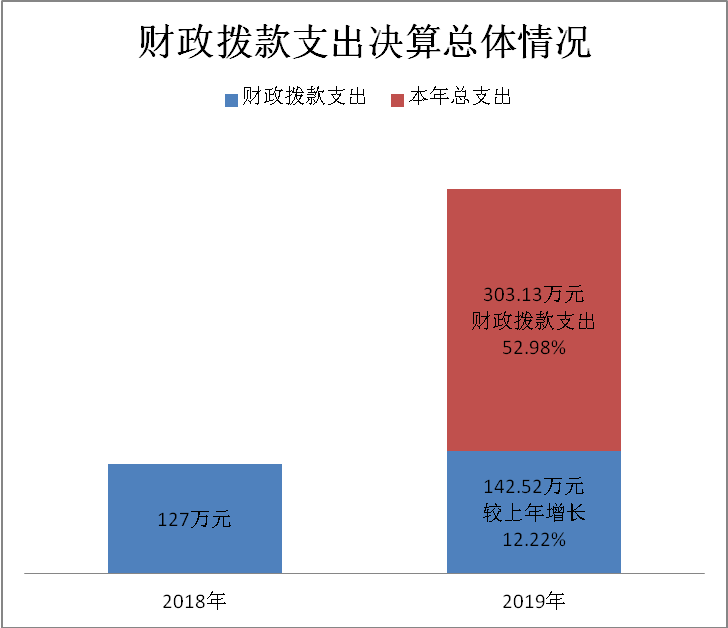 财政拨款支出决算总体情况
财政拨款支出 本年总支出
303.13万元
财政拨款支出
52.98%
127万元
142.52万元
较上年增长
12.22%
2018年 2019年